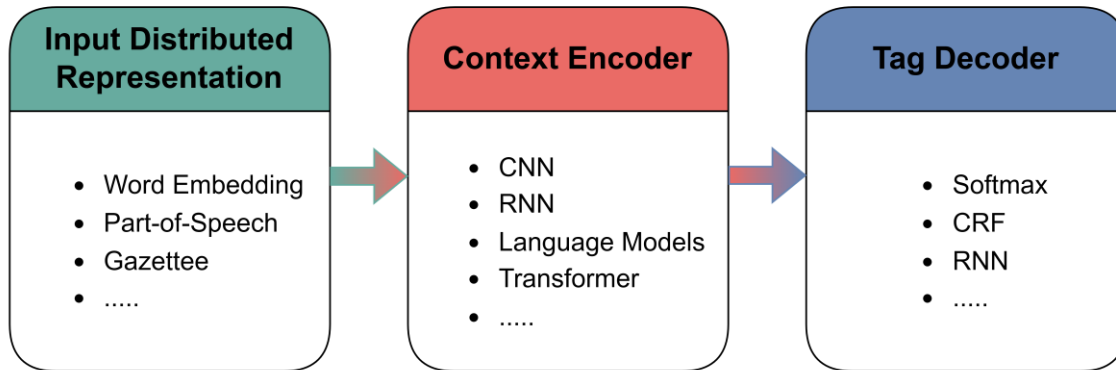 Input Distributed
Representation
• Word Embedding
• Part-of-Speech
• Gazettee
• .....
Context Encoder
• CNN
• RNN
• Language Models
• Transformer
• .....
Tag Decoder
• Softmax
• CRF
• RNN
• .....